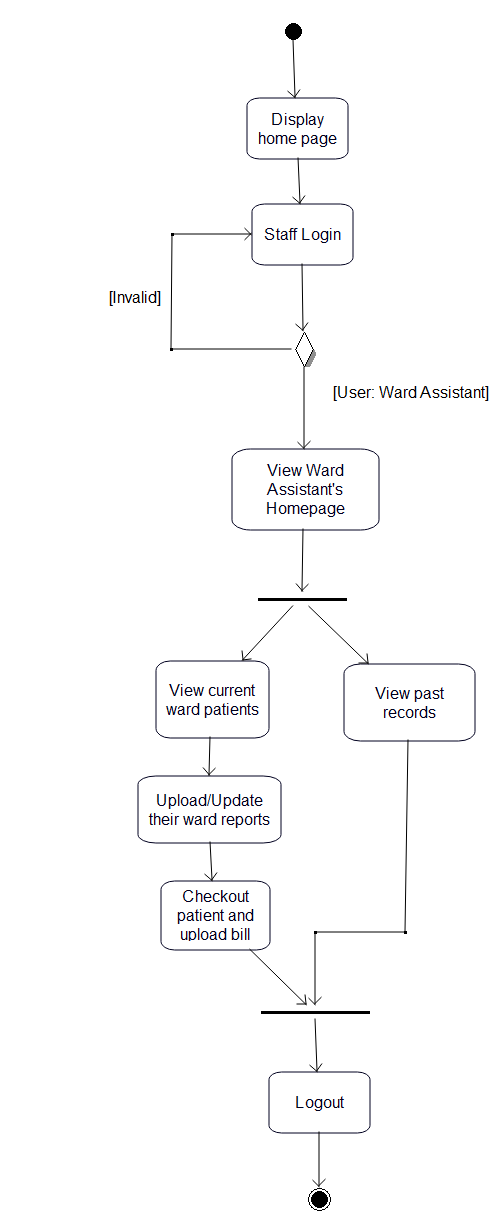 Display
home page
Staff Login
[Invalid]
[User: Ward Assistant]
View Ward
Assistant's
Homepage
View current
ward patients
View past
records
Upload/Update
their ward reports
Checkout
patient and
upload bill
Logout